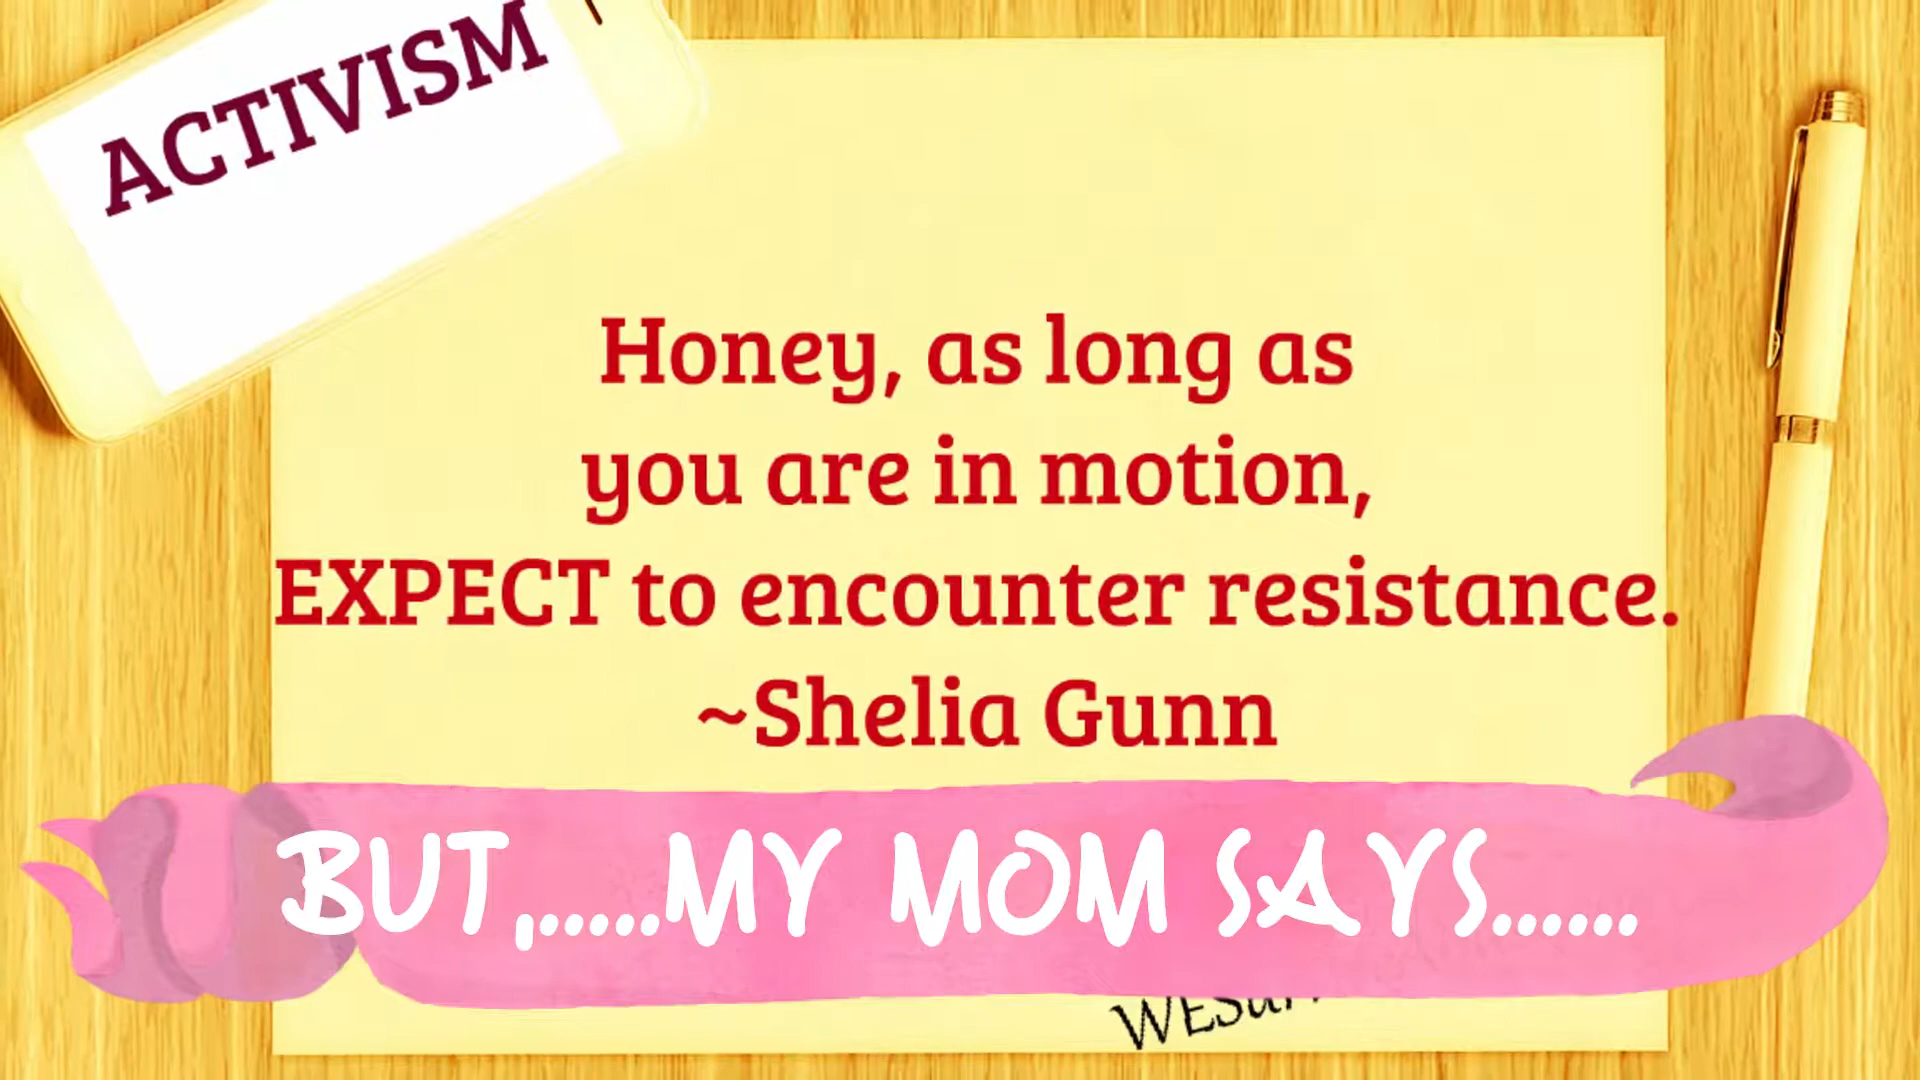 ACTIVISM
Honey, as long as
you are in motion,
EXPECT to encounter resistance.
~Shelia Gunn
BUT,.....MY MOM SAYS......